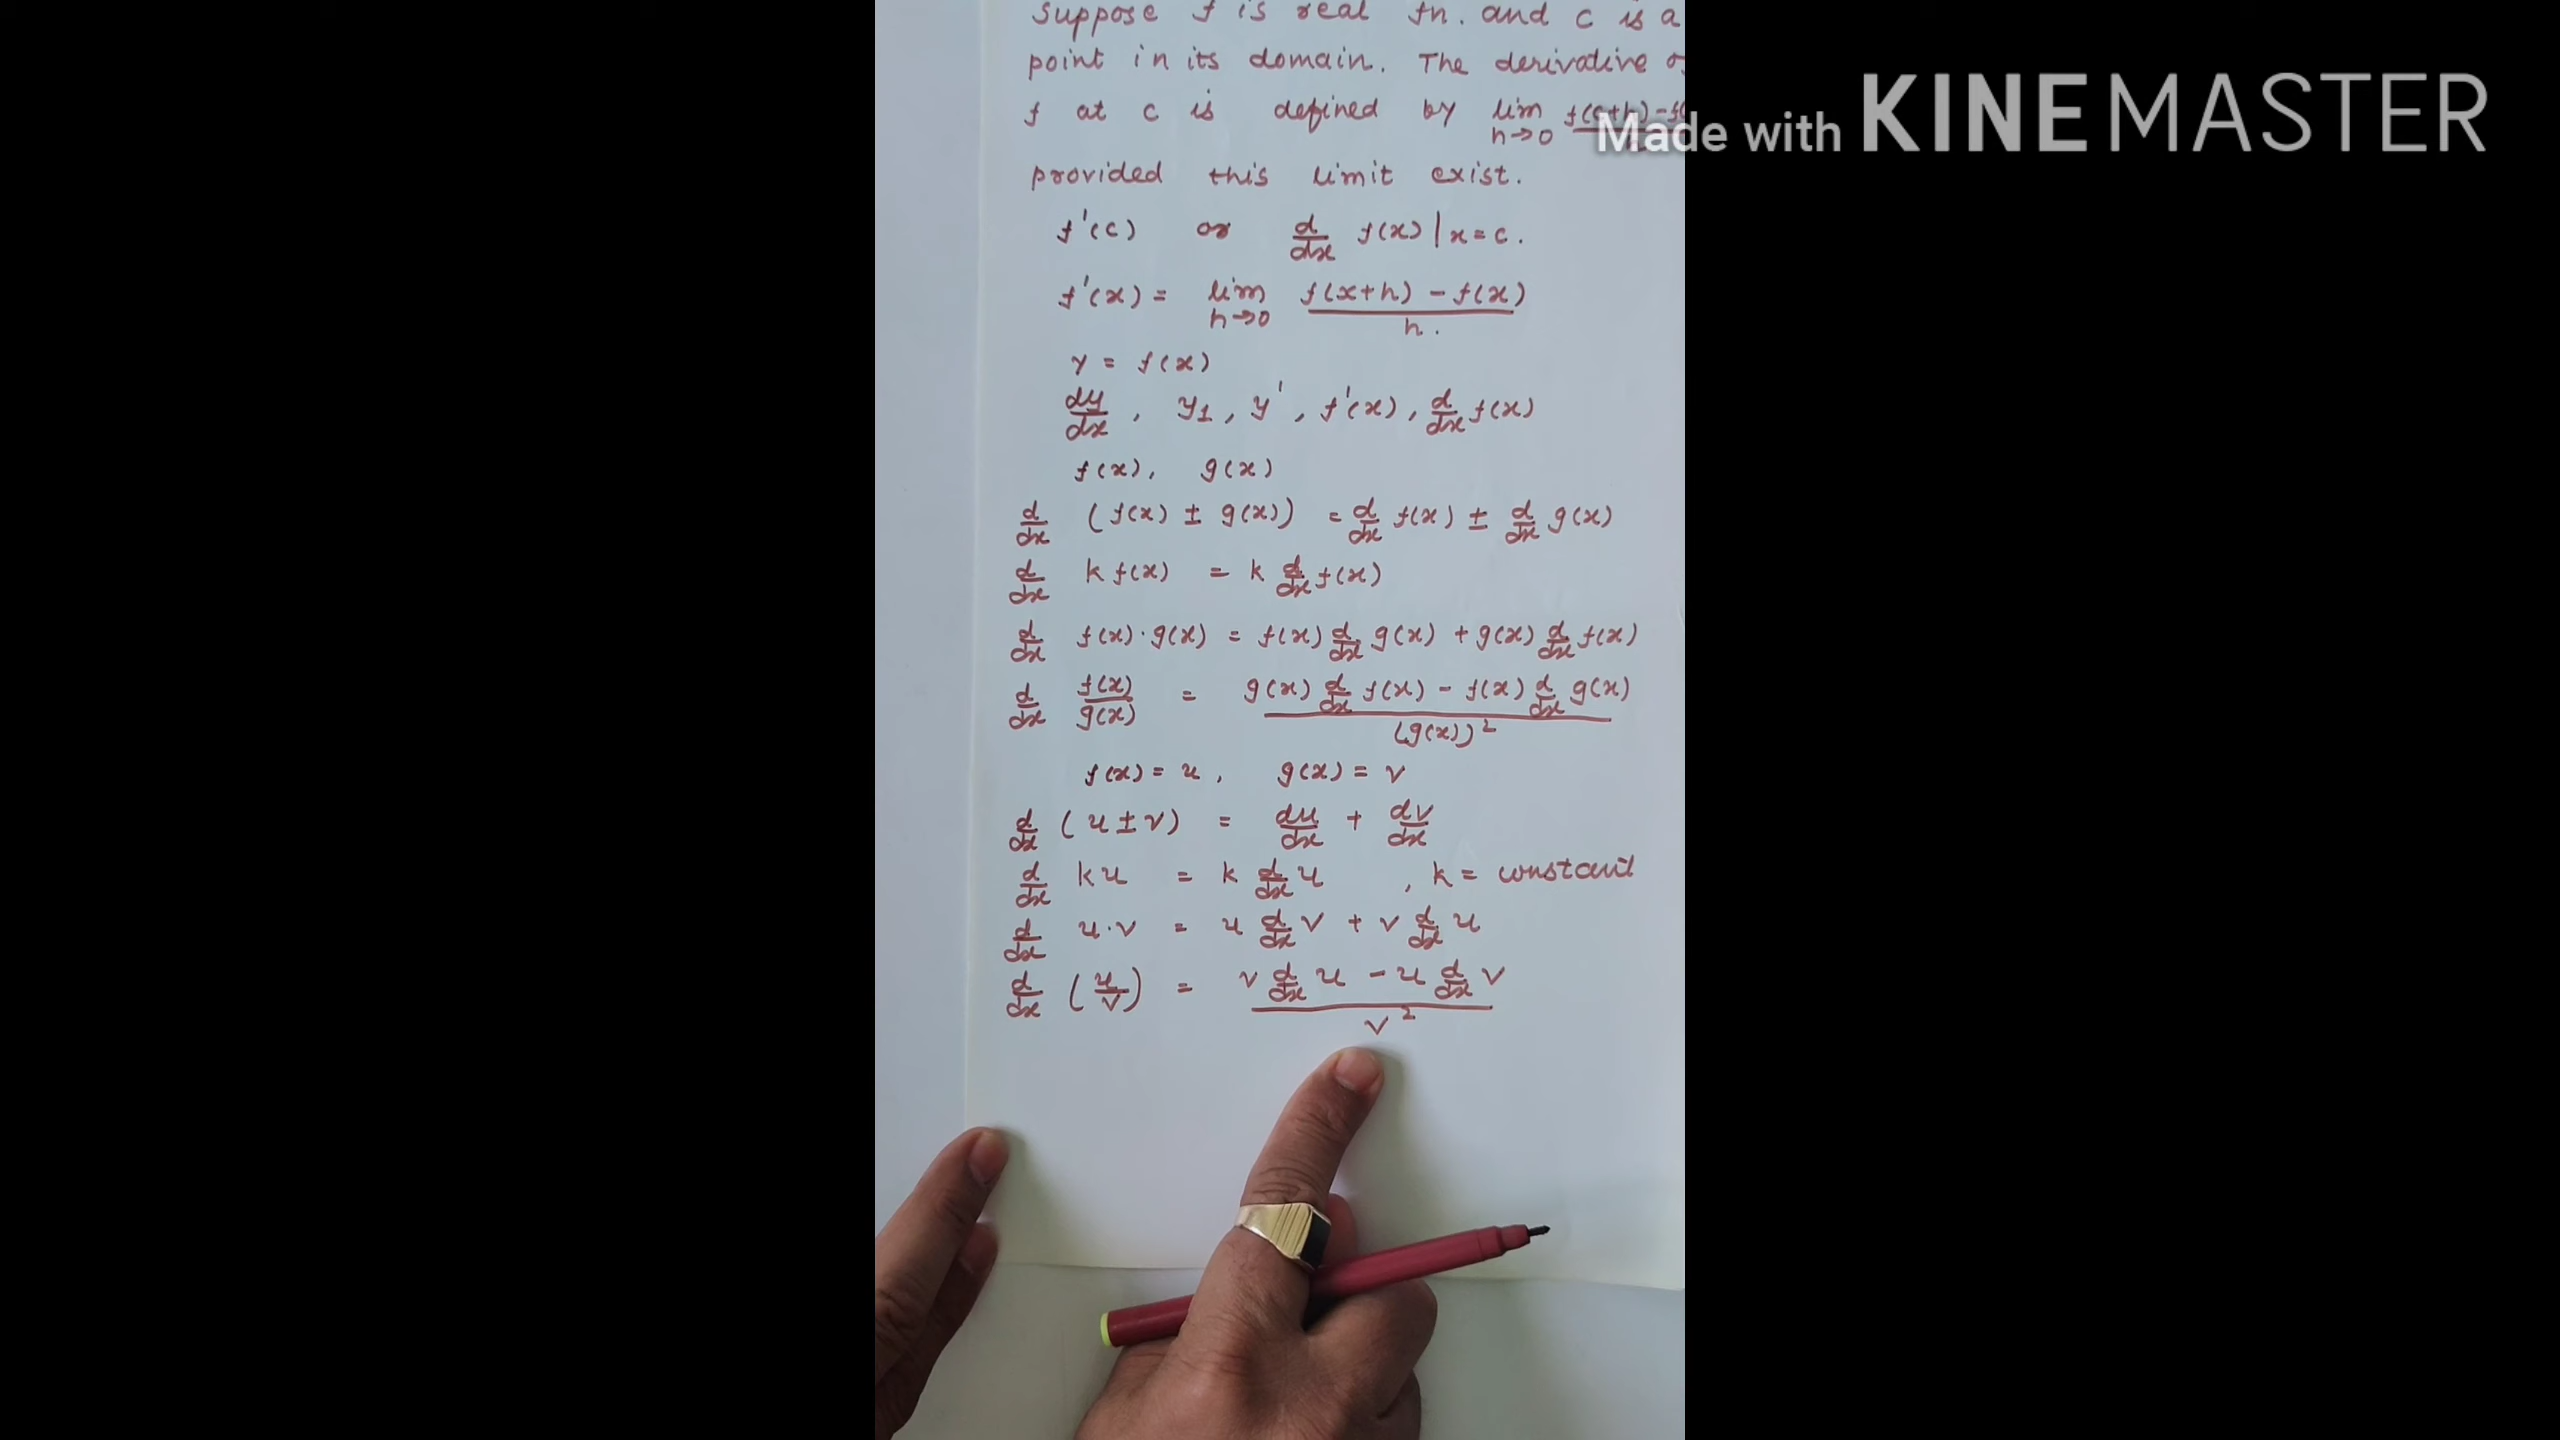 suppose f is real fn. and c is a
point in its domain. The derivative
f at c is defined by lim h→0 f(c+h)-f(
Made with KINEMASTER
provided this limit exist.
f'(c) or d/dx f(x)|x=c.
f'(x) = lim h→0 f(x+h) - f(x) / h.
y = f(x)
dy/dx, y1, y', f'(x), d/dx f(x)
f(x), g(x)
d/dx (f(x) ± g(x)) = d/dx f(x) ± d/dx g(x)
d/dx k f(x) = k d/dx f(x)
d/dx f(x)·g(x) = f(x) d/dx g(x) + g(x) d/dx f(x)
d/dx f(x)/g(x) = g(x) d/dx f(x) - f(x) d/dx g(x) / (g(x))²
f(x) = u, g(x) = v
d/dx (u ± v) = du/dx + dv/dx
d/dx ku = k d/dx u, k = constant
d/dx u·v = u d/dx v + v d/dx u
d/dx (u/v) = v d/dx u - u d/dx v / v²